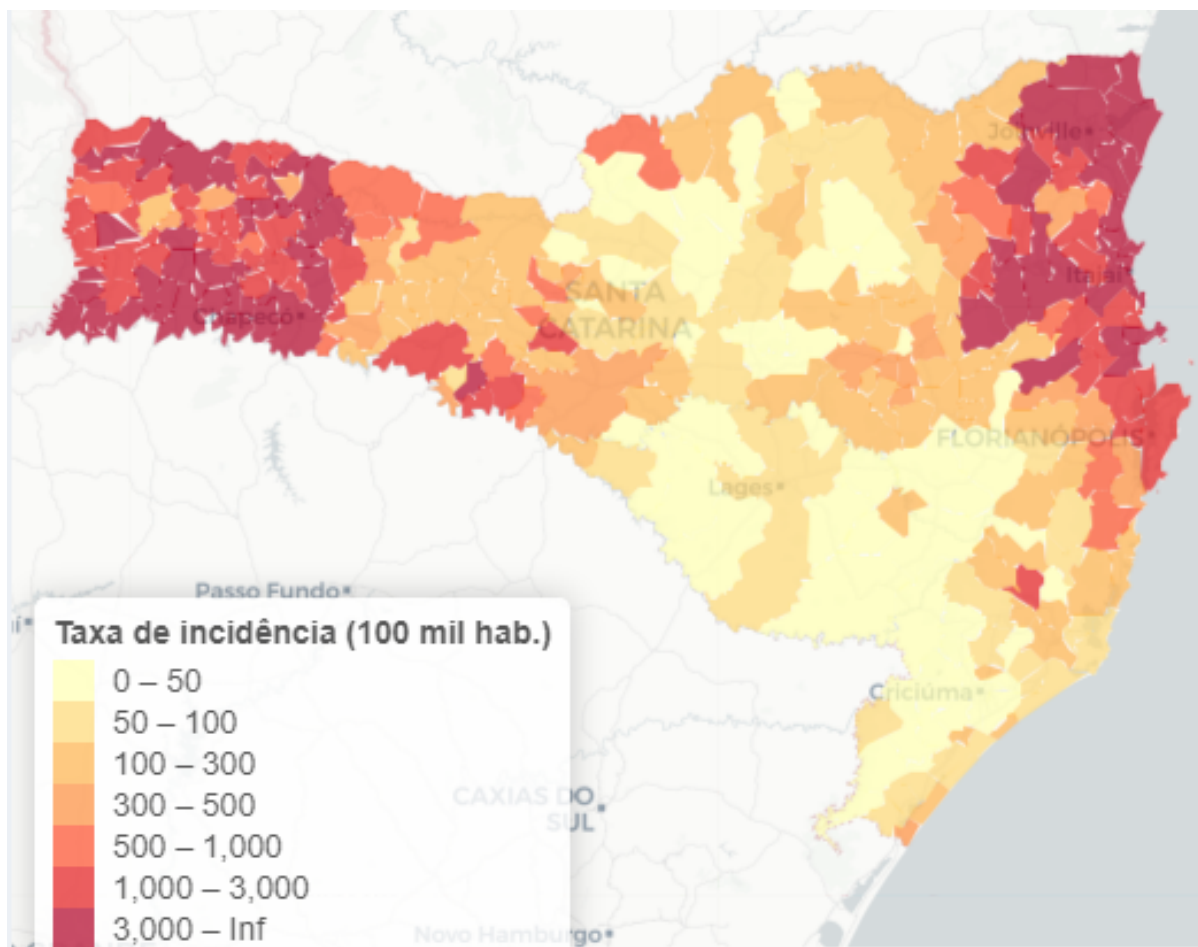 Joinville
Itajaí
SANTA
CATARINA
Chapecó
FLORIANÓPOLIS
Lages
Passo Fundo
Taxa de incidência (100 mil hab.)
0 – 50
50 – 100
100 – 300
300 – 500
500 – 1,000
1,000 – 3,000
3,000 – Inf
Criciúma
CAXIAS DO
SUL
Novo Hamburgo